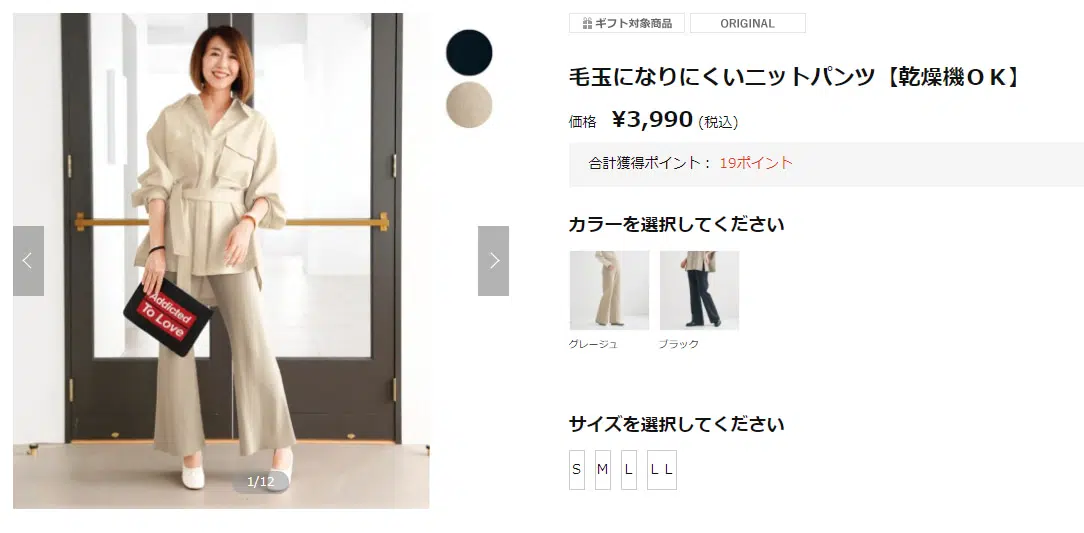 ギフト対象商品 ORIGINAL
毛玉になりにくいニットパンツ【乾燥機ＯＫ】
価格 ¥3,990 (税込)
合計獲得ポイント： 19ポイント
カラーを選択してください
グレージュ ブラック
サイズを選択してください
S M L ＬＬ
Addicted
To Love
1/12